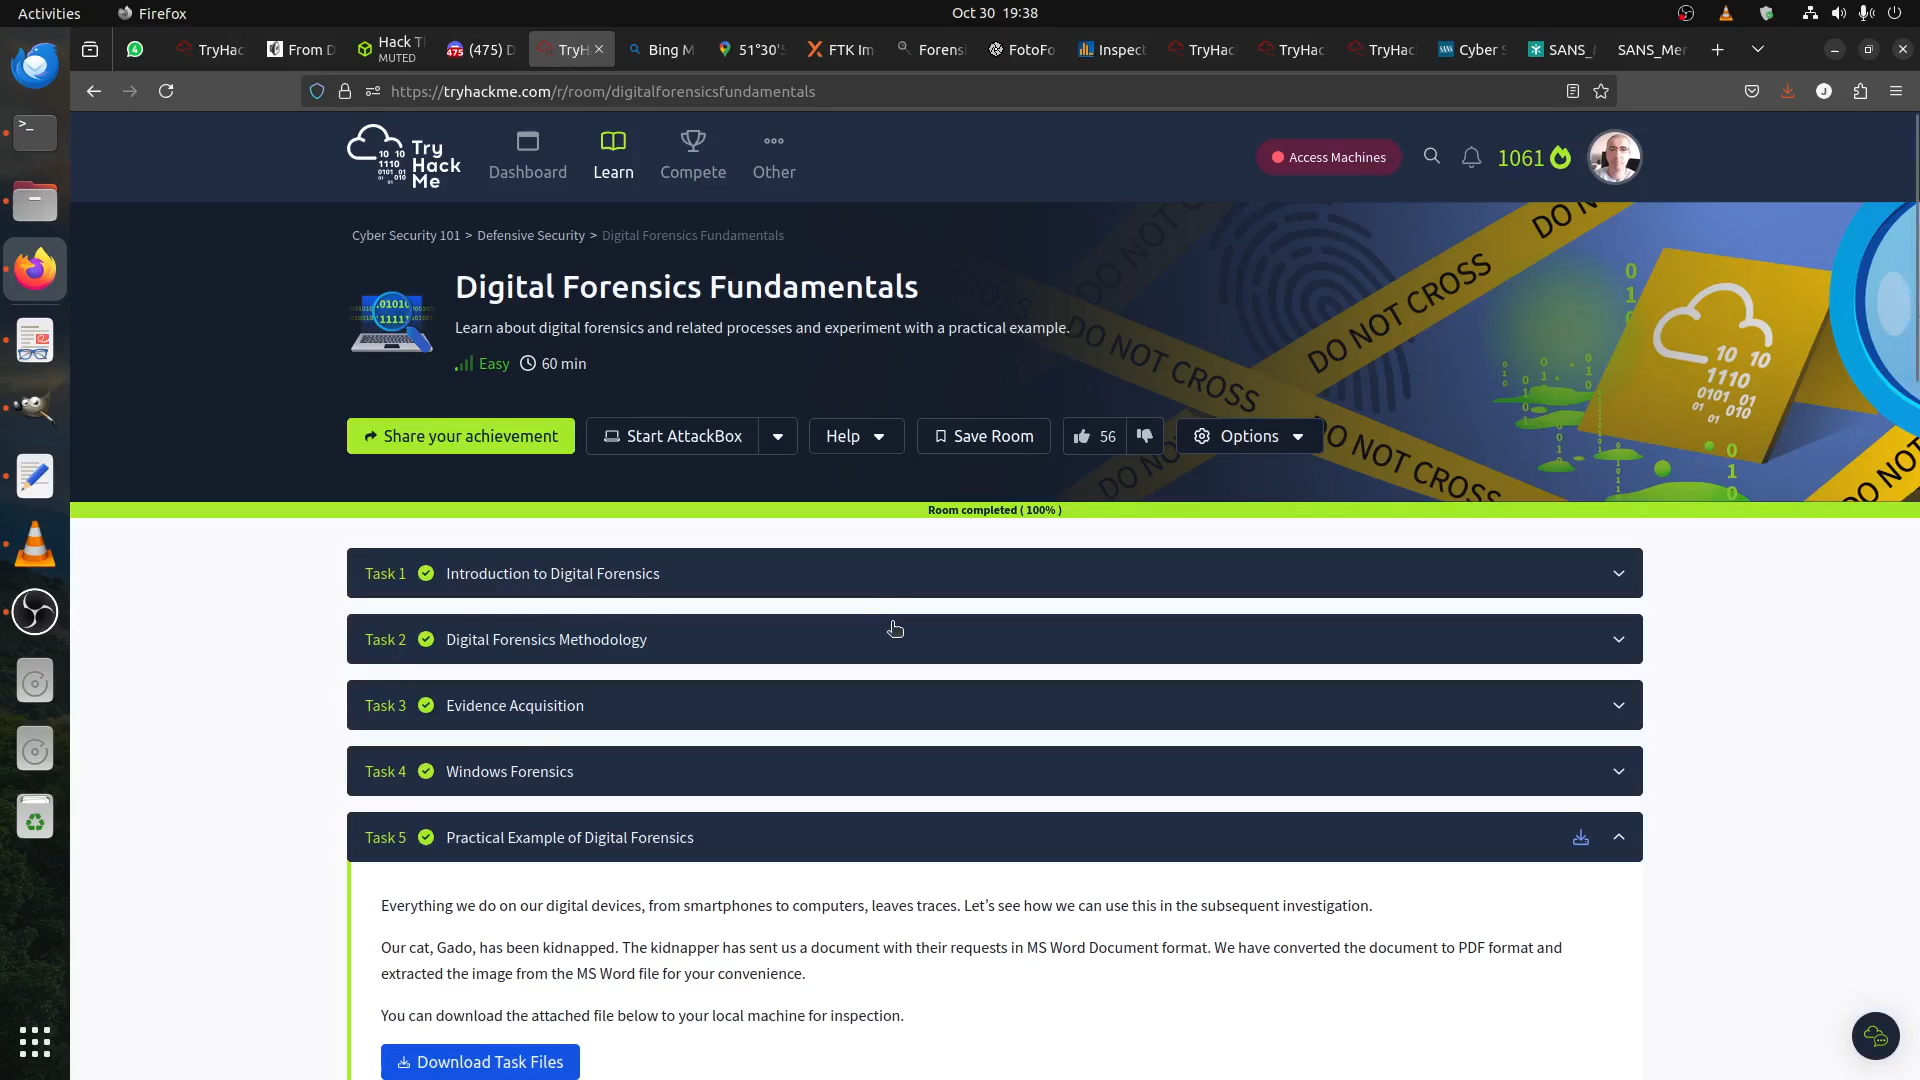 Activities
Firefox
Oct 30 19:38
TryHac
From D
Hack T
MUTED
(475) D
TryH
Bing M
51°30'
FTK Im
Forens
FotoFo
Inspect
TryHac
TryHac
TryHac
Cyber S
SANS_
SANS_Mer
https://tryhackme.com/r/room/digitalforensicsfundamentals
Try
Hack
Me
Dashboard
Learn
Compete
Other
Access Machines
1061
Cyber Security 101 > Defensive Security > Digital Forensics Fundamentals
Digital Forensics Fundamentals
Learn about digital forensics and related processes and experiment with a practical example.
Easy
60 min
DO NOT CROSS
DO NOT CROSS
DO NOT CROSS
Share your achievement
Start AttackBox
Help
Save Room
56
Options
Room completed ( 100% )
Task 1 Introduction to Digital Forensics
Task 2 Digital Forensics Methodology
Task 3 Evidence Acquisition
Task 4 Windows Forensics
Task 5 Practical Example of Digital Forensics
Everything we do on our digital devices, from smartphones to computers, leaves traces. Let’s see how we can use this in the subsequent investigation.
Our cat, Gado, has been kidnapped. The kidnapper has sent us a document with their requests in MS Word Document format. We have converted the document to PDF format and
extracted the image from the MS Word file for your convenience.
You can download the attached file below to your local machine for inspection.
Download Task Files